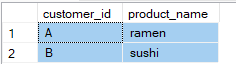 customer_id product_name
1 A ramen
2 B sushi